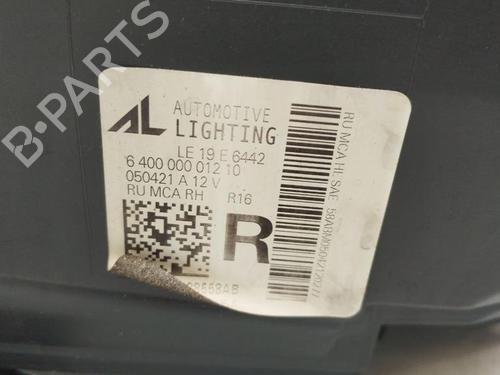 B-PARTS
AL AUTOMOTIVE
LIGHTING
LE 19 E 6442
6 400 000 012 10
050421 A 12 V
RU MCA RH R16
R
RU MCA HL SAE